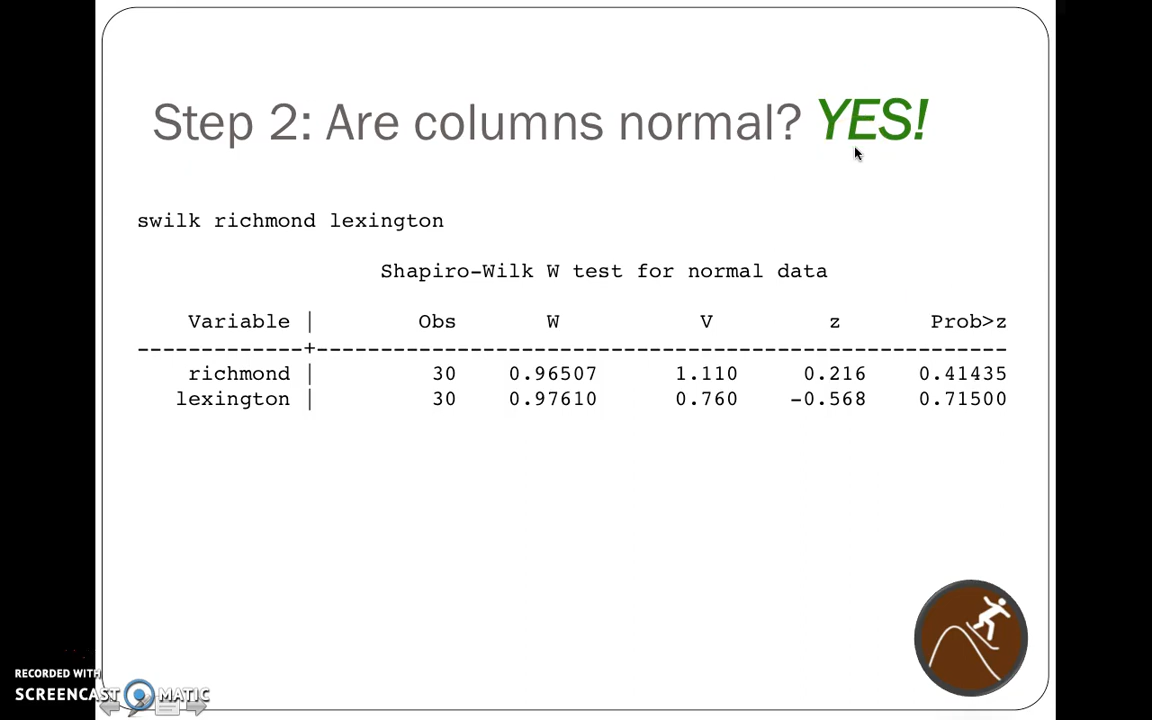 Step 2: Are columns normal? YES!
swilk richmond lexington
Shapiro-Wilk W test for normal data
Variable | Obs W V z Prob>z
-------------+--------------------------------------------------
richmond | 30 0.96507 1.110 0.216 0.41435
lexington | 30 0.97610 0.760 -0.568 0.71500
RECORDED WITH
SCREENCAST MATIC